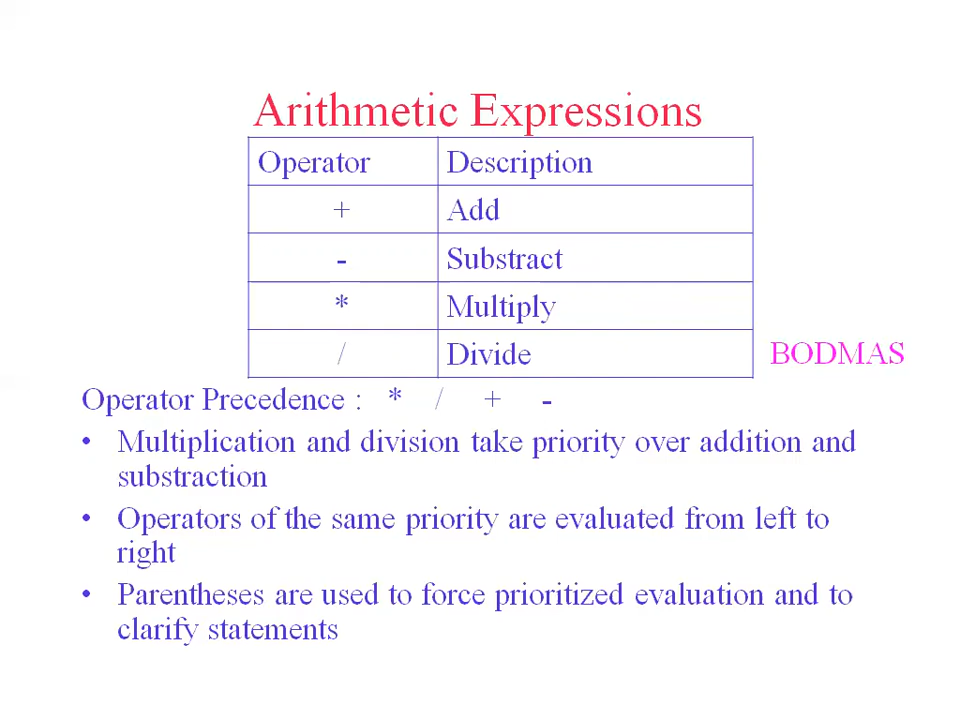 Arithmetic Expressions
Operator Description
+ Add
- Substract
* Multiply
/ Divide
BODMAS
Operator Precedence : * / + -
• Multiplication and division take priority over addition and
substraction
• Operators of the same priority are evaluated from left to
right
• Parentheses are used to force prioritized evaluation and to
clarify statements